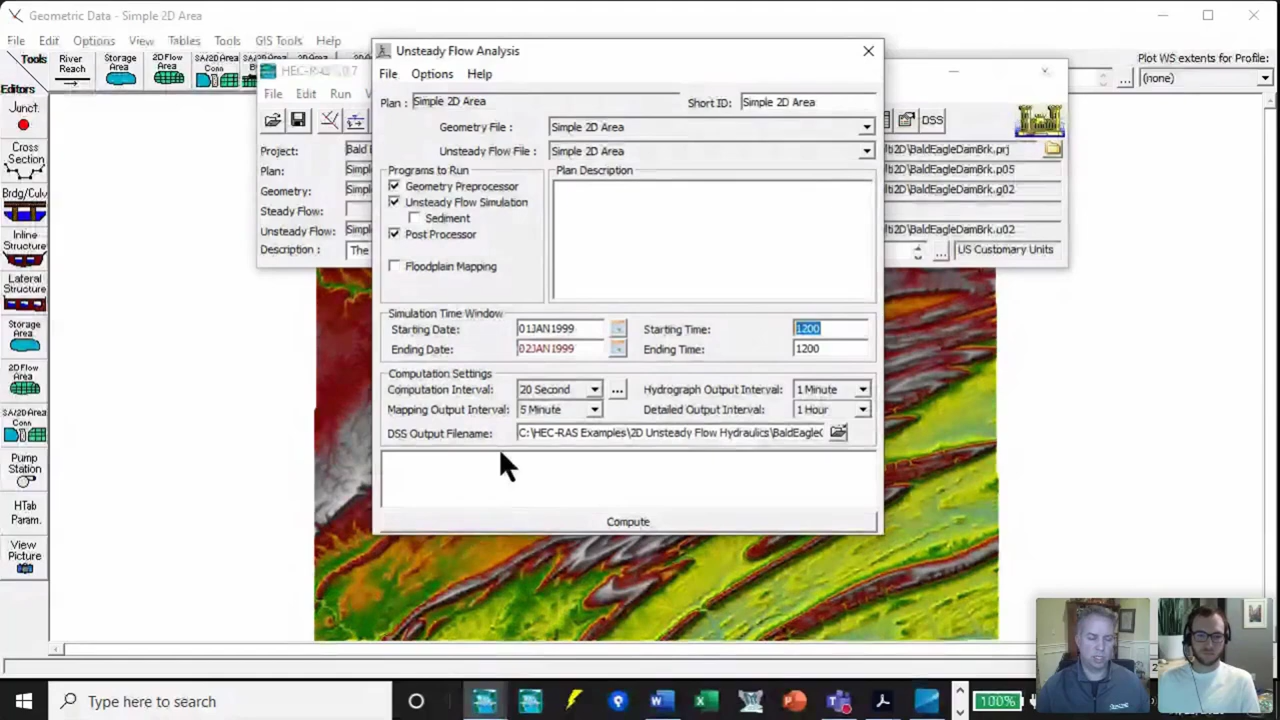 Geometric Data - Simple 2D Area
File Edit Options View Tables Tools GIS Tools Help
Tools
River Reach
Storage Area
2D Flow Area
SA/2D Area Conn
Plot WS extents for Profile:
(none)
Editors
Junct.
Cross Section
Brdg/Culv
Inline Structure
Lateral Structure
Storage Area
2D Flow Area
SA/2D Area Conn
Pump Station
HTab Param.
View Picture
HEC-RAS
File Edit Run
DSS
Project: Bald
BaldEagleDamBrk.prj
Plan:
BaldEagleDamBrk.p05
Geometry:
BaldEagleDamBrk.g02
Steady Flow:
Unsteady Flow:
BaldEagleDamBrk.u02
Description : The
... US Customary Units
Unsteady Flow Analysis
File Options Help
Plan : Simple 2D Area Short ID: Simple 2D Area
Geometry File : Simple 2D Area
Unsteady Flow File : Simple 2D Area
Programs to Run
Geometry Preprocessor
Unsteady Flow Simulation
Sediment
Post Processor
Floodplain Mapping
Plan Description
Simulation Time Window
Starting Date: 01JAN1999 Starting Time: 1200
Ending Date: 02JAN1999 Ending Time: 1200
Computation Settings
Computation Interval: 20 Second ... Hydrograph Output Interval: 1 Minute
Mapping Output Interval: 5 Minute Detailed Output Interval: 1 Hour
DSS Output Filename: C:\HEC-RAS Examples\2D Unsteady Flow Hydraulics\BaldEagle
Compute
Type here to search
100%